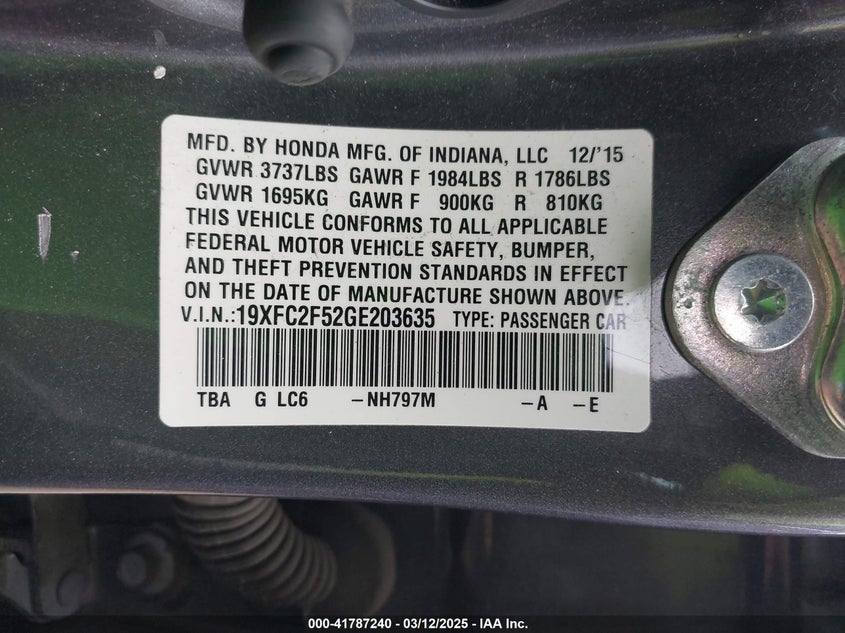 MFD. BY HONDA MFG. OF INDIANA, LLC 12/'15
GVWR 3737LBS GAWR F 1984LBS R 1786LBS
GVWR 1695KG GAWR F 900KG R 810KG
THIS VEHICLE CONFORMS TO ALL APPLICABLE
FEDERAL MOTOR VEHICLE SAFETY, BUMPER,
AND THEFT PREVENTION STANDARDS IN EFFECT
ON THE DATE OF MANUFACTURE SHOWN ABOVE.
V.I.N.:19XFC2F52GE203635 TYPE: PASSENGER CAR
TBA G LC6 -NH797M -A -E
000-41787240 - 03/12/2025 - IAA Inc.